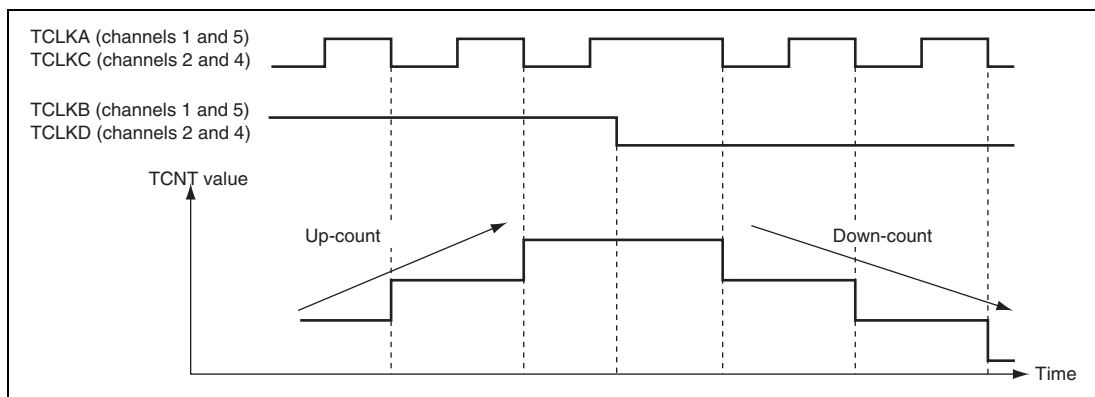 TCLKA (channels 1 and 5)
TCLKC (channels 2 and 4)
TCLKB (channels 1 and 5)
TCLKD (channels 2 and 4)
TCNT value
Up-count
Down-count
Time